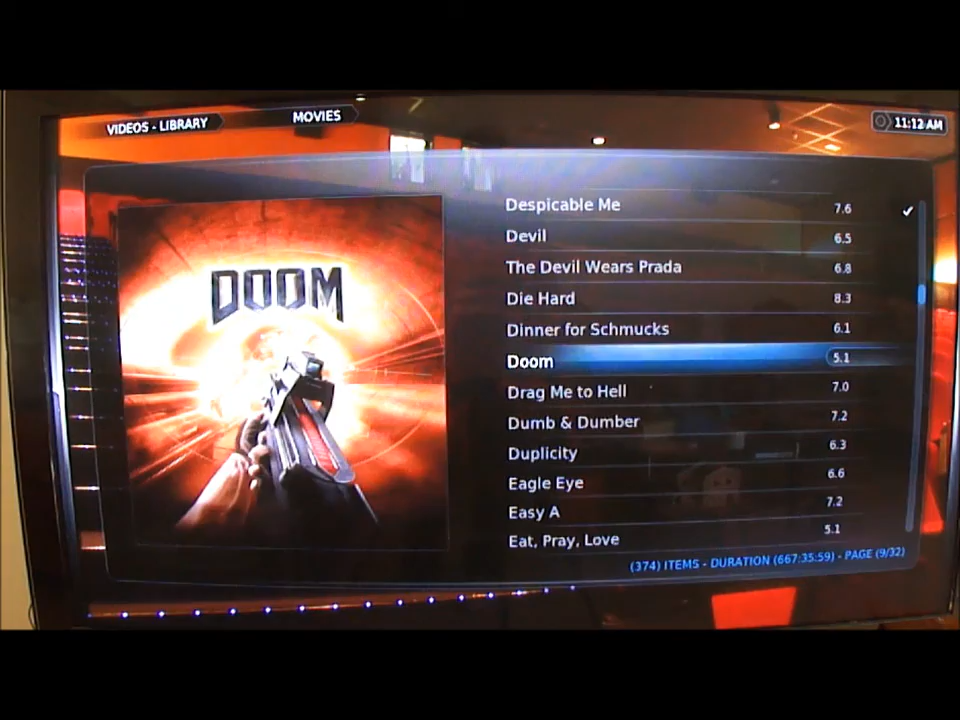 VIDEOS - LIBRARY
MOVIES
11:12 AM
DOOM
Despicable Me 7.6
Devil 6.5
The Devil Wears Prada 6.8
Die Hard 8.3
Dinner for Schmucks 6.1
Doom 5.1
Drag Me to Hell 7.0
Dumb & Dumber 7.2
Duplicity 6.3
Eagle Eye 6.6
Easy A 7.2
Eat, Pray, Love 5.1
(374) ITEMS - DURATION (667:35:59) - PAGE (9/32)